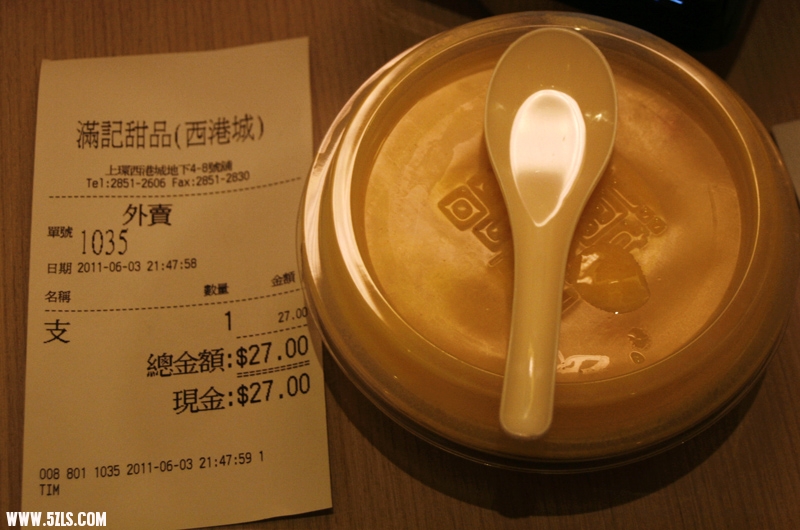 滿記甜品(西港城)
上環西港城地下4-8號鋪
Tel:2851-2606 Fax:2851-2830
外賣
單號 1035
日期 2011-06-03 21:47:58
名稱 數量 金額
支 1 27.00
總金額:$27.00
現金:$27.00
008 801 1035 2011-06-03 21:47:59 1
TIM
WWW.5ZLS.COM